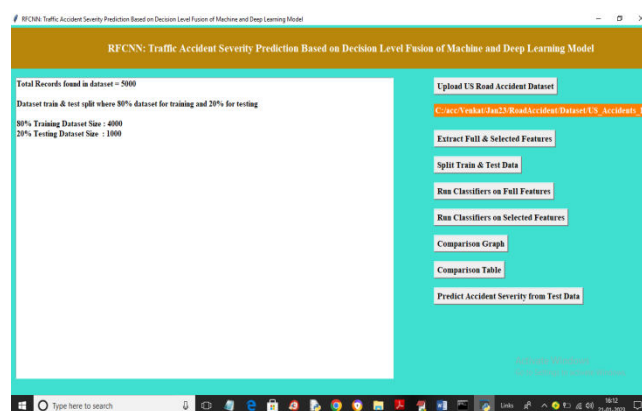 RFCNN: Traffic Accident Severity Prediction Based on Decision Level Fusion of Machine and Deep Learning Model
RFCNN: Traffic Accident Severity Prediction Based on Decision Level Fusion of Machine and Deep Learning Model
Total Records found in dataset = 5000
Dataset train & test split where 80% dataset for training and 20% for testing
80% Training Dataset Size : 4000
20% Testing Dataset Size : 1000
Upload US Road Accident Dataset
C:/acc/Venkat/Jan23/RoadAccident/Dataset/US_Accidents_
Extract Full & Selected Features
Split Train & Test Data
Run Classifiers on Full Features
Run Classifiers on Selected Features
Comparison Graph
Comparison Table
Predict Accident Severity from Test Data
Type here to search
Links
16:12
21-01-2023